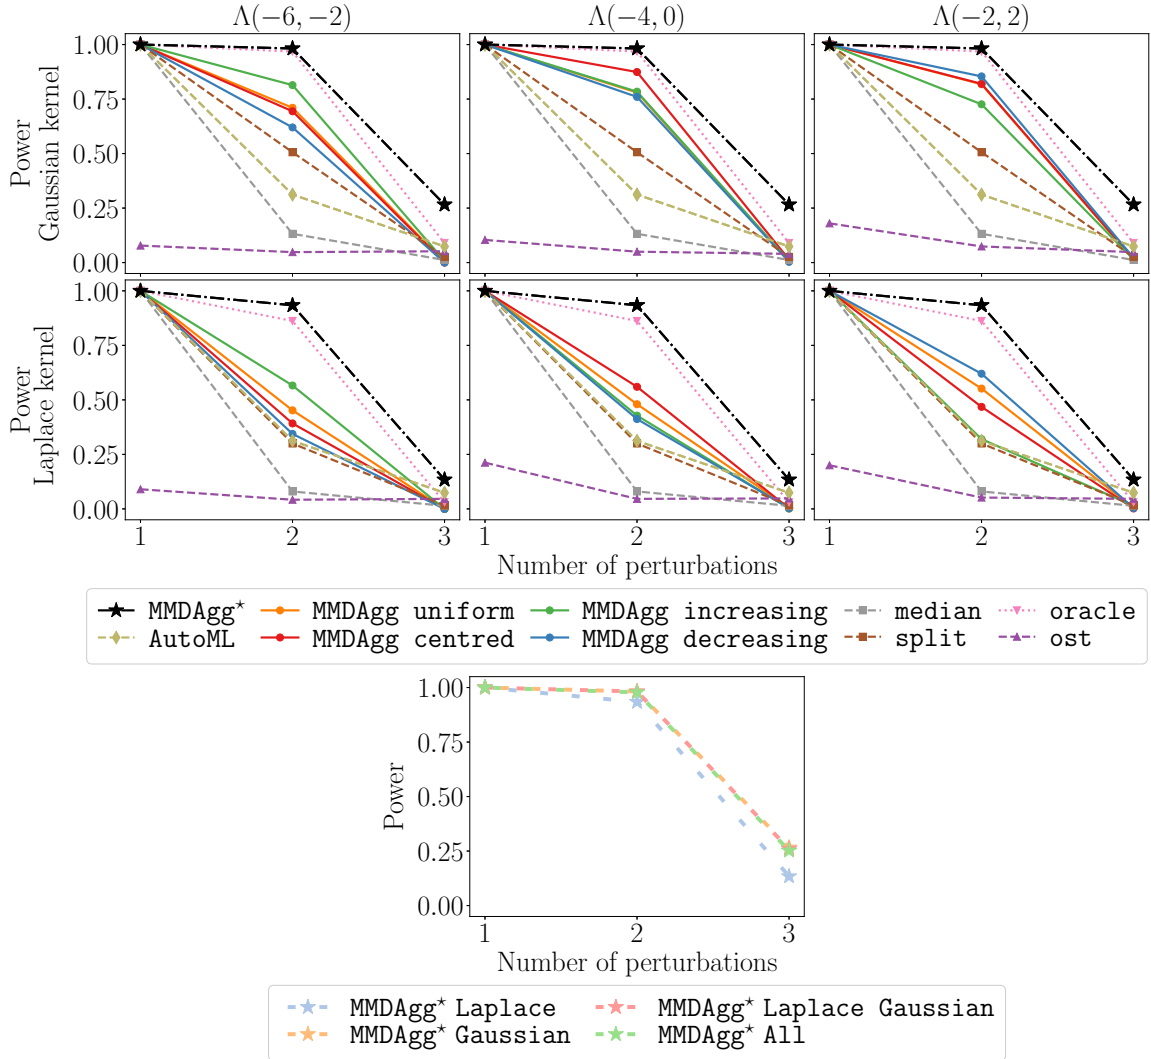 Λ(−6, −2) Λ(−4, 0) Λ(−2, 2)
Power
Gaussian kernel
1.00
0.75
0.50
0.25
0.00
Power
Laplace kernel
1.00
0.75
0.50
0.25
0.00
1 2 3 1 2 3 1 2 3
Number of perturbations
MMDAgg⋆ MMDAgg uniform MMDAgg increasing median oracle
AutoML MMDAgg centred MMDAgg decreasing split ost
Power
1.00
0.75
0.50
0.25
0.00
1 2 3
Number of perturbations
MMDAgg⋆ Laplace MMDAgg⋆ Laplace Gaussian
MMDAgg⋆ Gaussian MMDAgg⋆ All